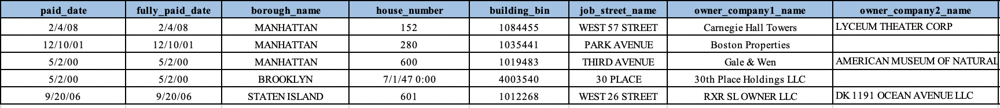 paid_date fully_paid_date borough_name house_number building_bin job_street_name owner_company1_name owner_company2_name
2/4/08 2/4/08 MANHATTAN 152 1084455 WEST 57 STREET Carnegie Hall Towers LYCEUM THEATER CORP
12/10/01 12/10/01 MANHATTAN 280 1035441 PARK AVENUE Boston Properties
5/2/00 5/2/00 MANHATTAN 600 1019483 THIRD AVENUE Gale & Wen AMERICAN MUSEUM OF NATURAL
5/2/00 5/2/00 BROOKLYN 7/1/47 0:00 4003540 30 PLACE 30th Place Holdings LLC
9/20/06 9/20/06 STATEN ISLAND 601 1012268 WEST 26 STREET RXR SL OWNER LLC DK 1191 OCEAN AVENUE LLC